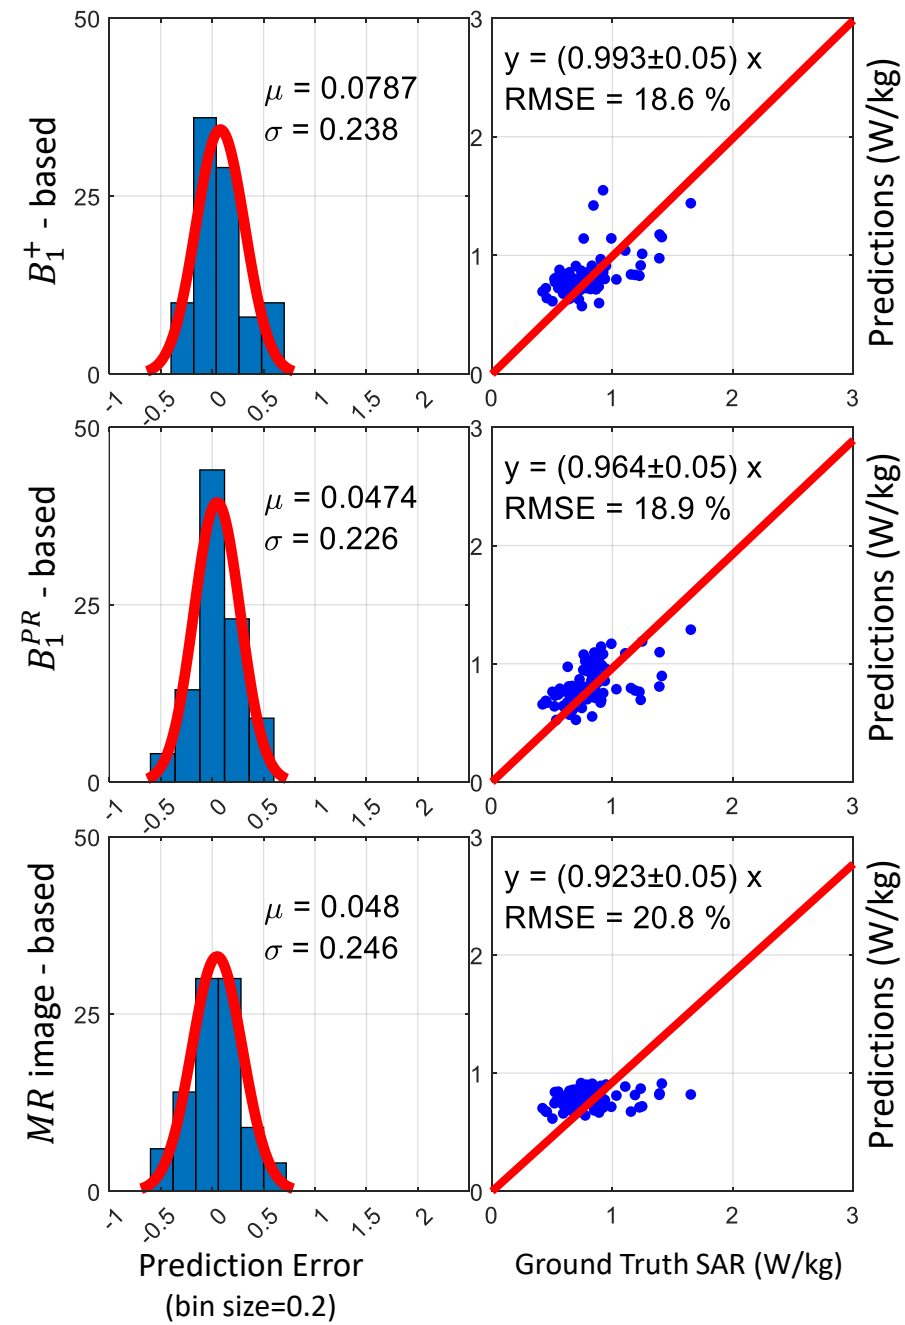 50
25
0
-1
-0.5
0
0.5
1
1.5
2
μ = 0.0787
σ = 0.238
B₁⁺ - based
3
2
1
0
0
1
2
3
y = (0.993±0.05) x
RMSE = 18.6 %
Predictions (W/kg)
50
25
0
-1
-0.5
0
0.5
1
1.5
2
μ = 0.0474
σ = 0.226
B₁ᴾᴿ - based
3
2
1
0
0
1
2
3
y = (0.964±0.05) x
RMSE = 18.9 %
Predictions (W/kg)
50
25
0
-1
-0.5
0
0.5
1
1.5
2
μ = 0.048
σ = 0.246
MR image - based
3
2
1
0
0
1
2
3
y = (0.923±0.05) x
RMSE = 20.8 %
Predictions (W/kg)
Prediction Error
(bin size=0.2)
Ground Truth SAR (W/kg)